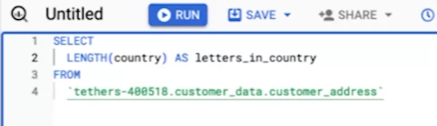 Untitled RUN SAVE SHARE
1 SELECT
2 LENGTH(country) AS letters_in_country
3 FROM
4 `tethers-400518.customer_data.customer_address`